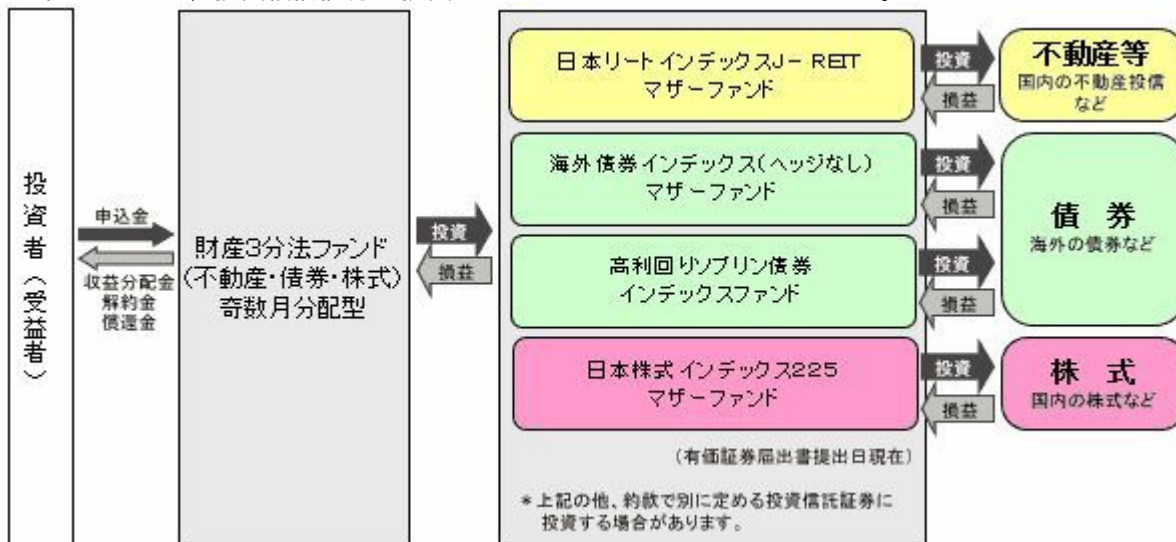 投資者(受益者)
申込金
収益分配金
解約金
償還金
財産3分法ファンド
(不動産・債券・株式)
奇数月分配型
投資
損益
日本リートインデックスJ-REIT
マザーファンド
投資
損益
不動産等
国内の不動産投信
など
海外債券インデックス(ヘッジなし)
マザーファンド
投資
損益
高利回りソブリン債券
インデックスファンド
投資
損益
債 券
海外の債券など
日本株式インデックス225
マザーファンド
投資
損益
株 式
国内の株式など
(有価証券届出書提出日現在)
*上記の他、約款で別に定める投資信託証券に
投資する場合があります。